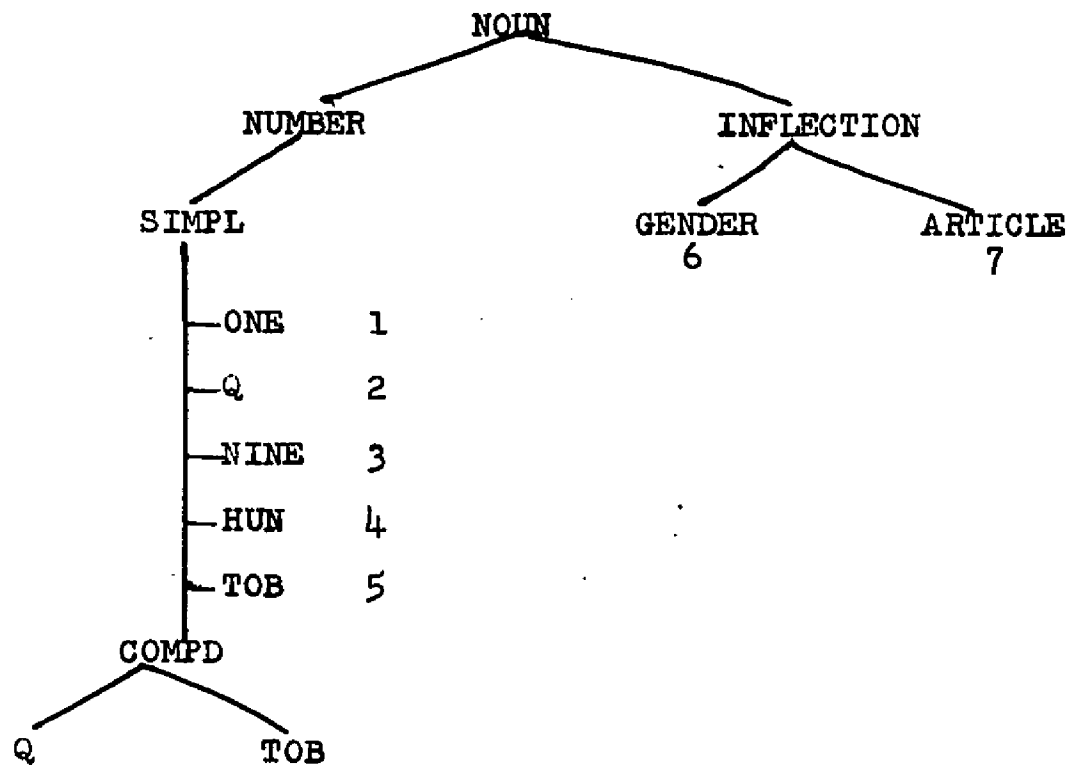 NOUN
NUMBER INFLECTION
SIMPL GENDER ARTICLE
6 7
ONE 1
Q 2
NINE 3
HUN 4
TOB 5
COMPD
Q TOB